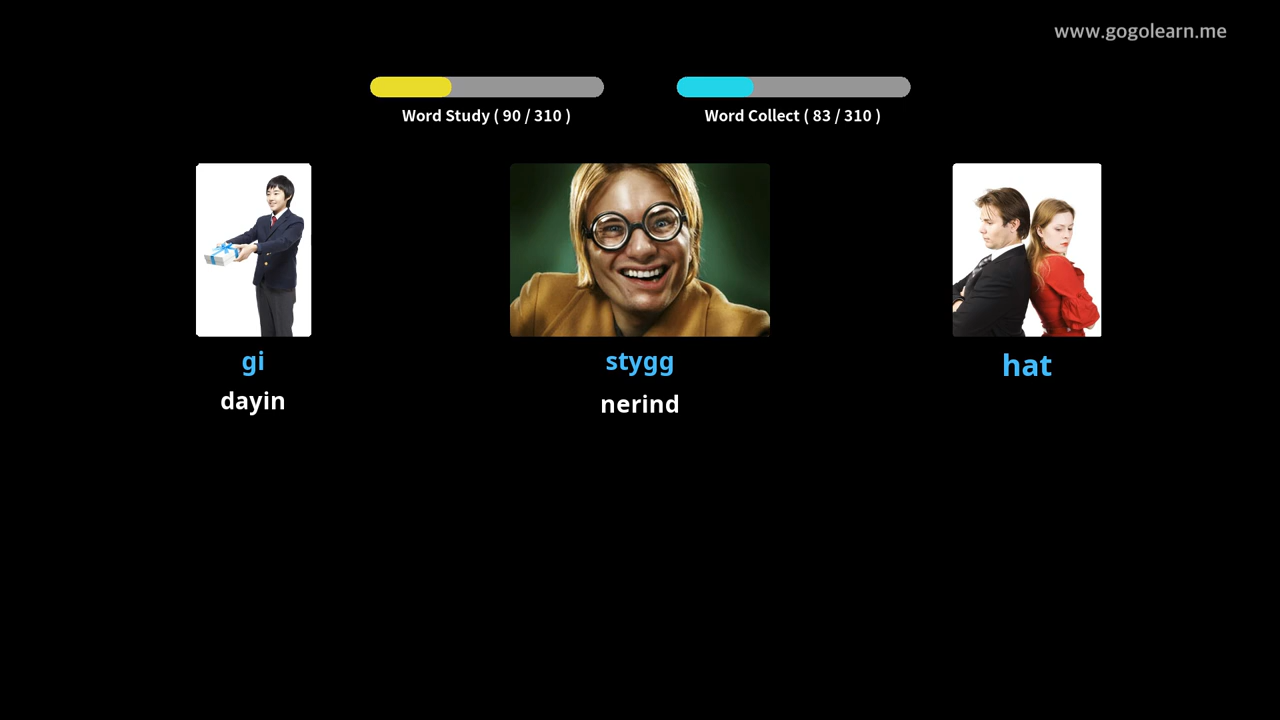 www.gogolearn.me
Word Study ( 90 / 310 )
Word Collect ( 83 / 310 )
gi
stygg
hat
dayin
nerind